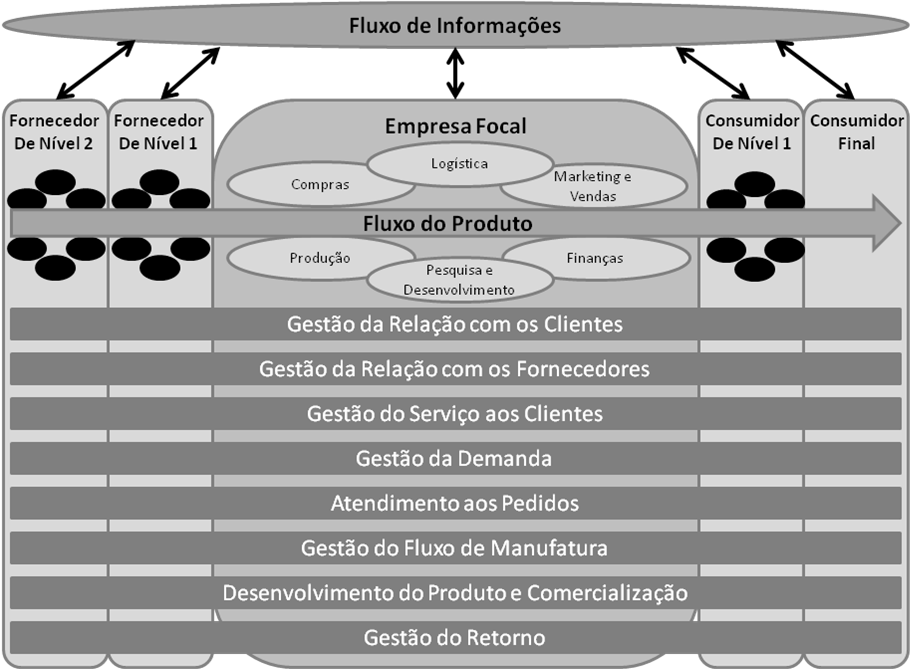 Fluxo de Informações
Fornecedor
De Nível 2
Fornecedor
De Nível 1
Empresa Focal
Consumidor
De Nível 1
Consumidor
Final
Logística
Compras
Marketing e
Vendas
Fluxo do Produto
Produção
Pesquisa e
Desenvolvimento
Finanças
Gestão da Relação com os Clientes
Gestão da Relação com os Fornecedores
Gestão do Serviço aos Clientes
Gestão da Demanda
Atendimento aos Pedidos
Gestão do Fluxo de Manufatura
Desenvolvimento do Produto e Comercialização
Gestão do Retorno